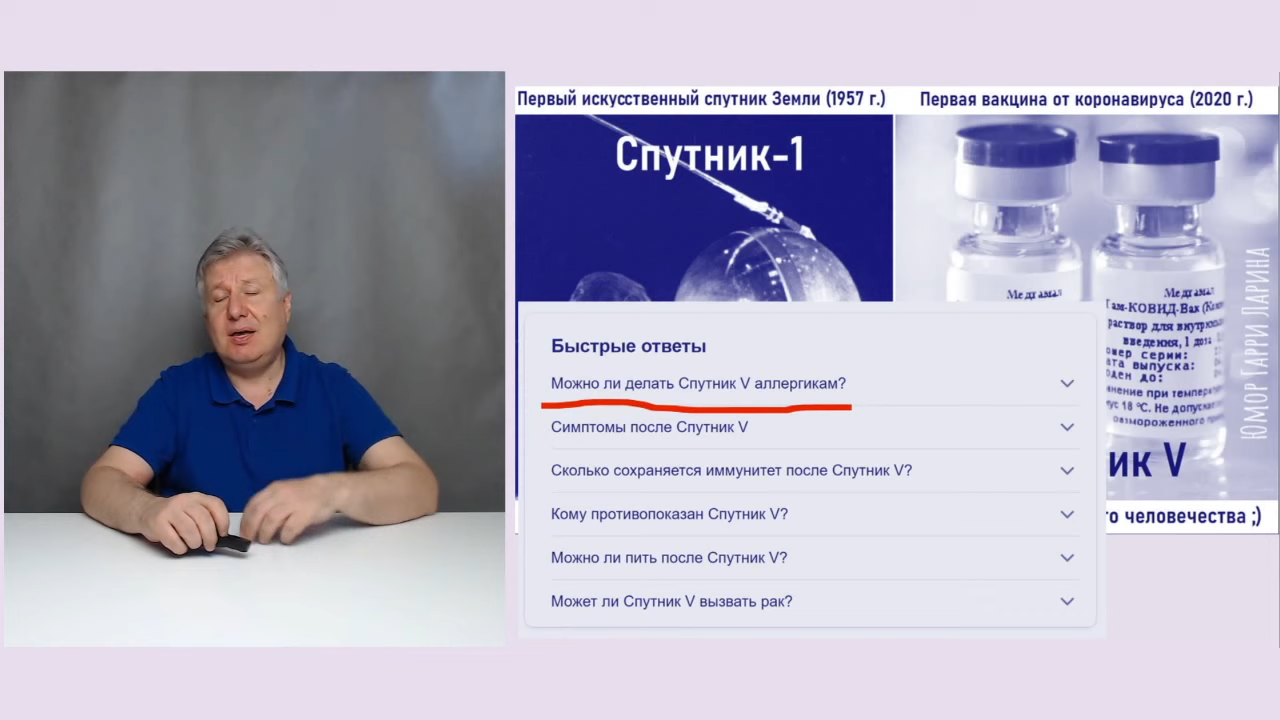 Первый искусственный спутник Земли (1957 г.)
Первая вакцина от коронавируса (2020 г.)
Спутник-1
Медгамал
Гам-КОВИД-Вак
раствор для
введения, 1 доза
Медгамал
ик V
человечества ;)
Юмор Гарри Ларина
Быстрые ответы
Можно ли делать Спутник V аллергикам?
Симптомы после Спутник V
Сколько сохраняется иммунитет после Спутник V?
Кому противопоказан Спутник V?
Можно ли пить после Спутник V?
Может ли Спутник V вызвать рак?